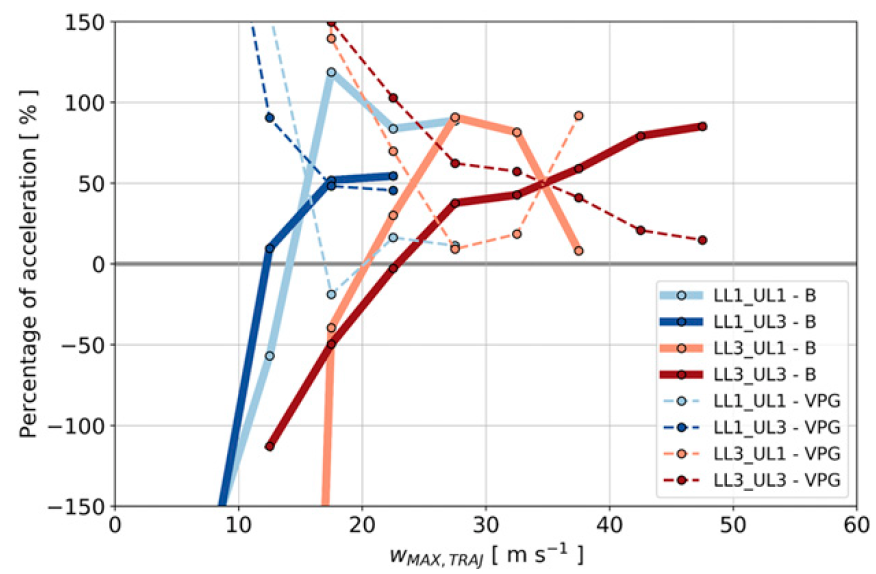 Percentage of acceleration [ % ]
150
100
50
0
−50
−100
−150
0 10 20 30 40 50 60
wMAX, TRAJ [ m s−1 ]
LL1_UL1 - B
LL1_UL3 - B
LL3_UL1 - B
LL3_UL3 - B
LL1_UL1 - VPG
LL1_UL3 - VPG
LL3_UL1 - VPG
LL3_UL3 - VPG